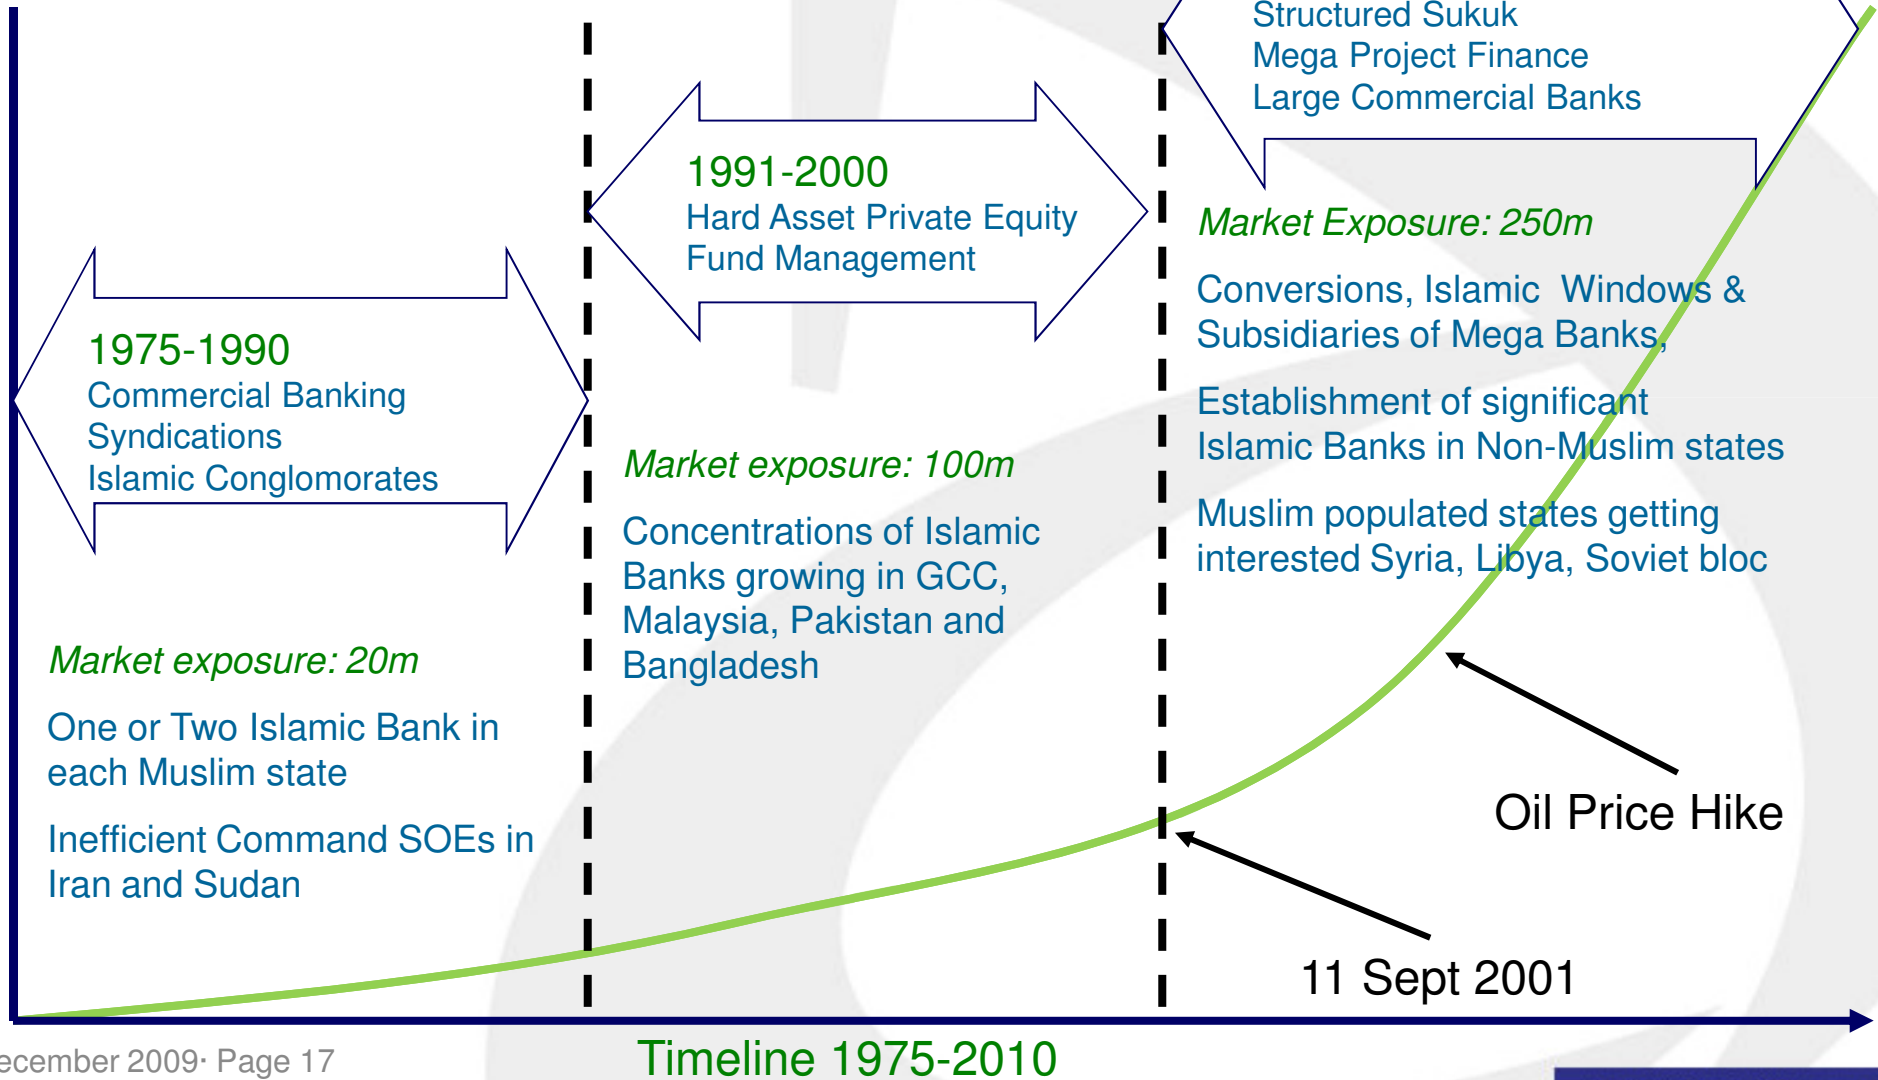 1975-1990
Commercial Banking
Syndications
Islamic Conglomorates
Market exposure: 20m
One or Two Islamic Bank in
each Muslim state
Inefficient Command SOEs in
Iran and Sudan
1991-2000
Hard Asset Private Equity
Fund Management
Market exposure: 100m
Concentrations of Islamic
Banks growing in GCC,
Malaysia, Pakistan and
Bangladesh
Structured Sukuk
Mega Project Finance
Large Commercial Banks
Market Exposure: 250m
Conversions, Islamic Windows &
Subsidiaries of Mega Banks,
Establishment of significant
Islamic Banks in Non-Muslim states
Muslim populated states getting
interested Syria, Libya, Soviet bloc
Oil Price Hike
11 Sept 2001
Timeline 1975-2010
ecember 2009· Page 17